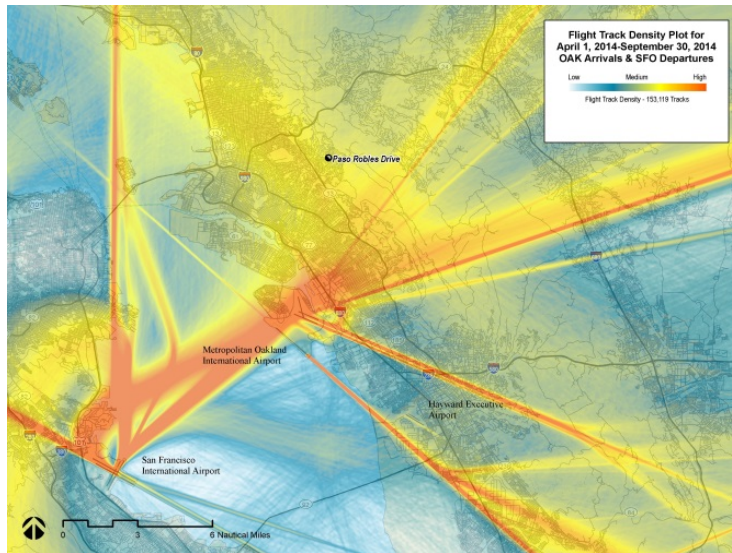 Flight Track Density Plot for
April 1, 2014-September 30, 2014
OAK Arrivals & SFO Departures
Low Medium High
Flight Track Density - 153,119 Tracks
Paso Robles Drive
Metropolitan Oakland
International Airport
Hayward Executive
Airport
San Francisco
International Airport
0 3 6 Nautical Miles